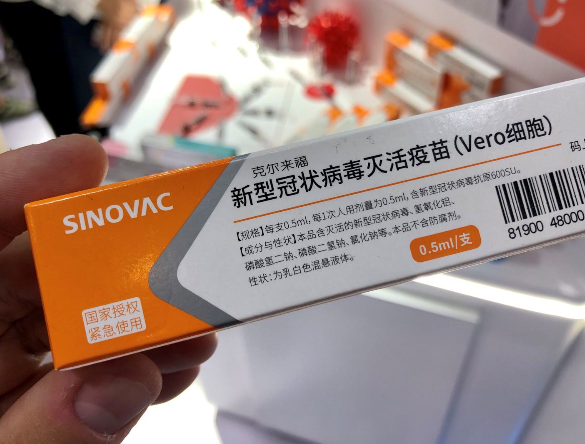 SINOVAC
国家授权
紧急使用
克尔来福
新型冠状病毒灭活疫苗(Vero细胞)
【规格】每支0.5ml, 每1次人用剂量为0.5ml, 含新型冠状病毒抗原600SU。
【成分与性状】本品含灭活的新型冠状病毒、氢氧化铝、
磷酸氢二钠、磷酸二氢钠、氯化钠等。本品不含防腐剂。
性状:为乳白色混悬液体。
0.5ml/支
码上
81900 48000